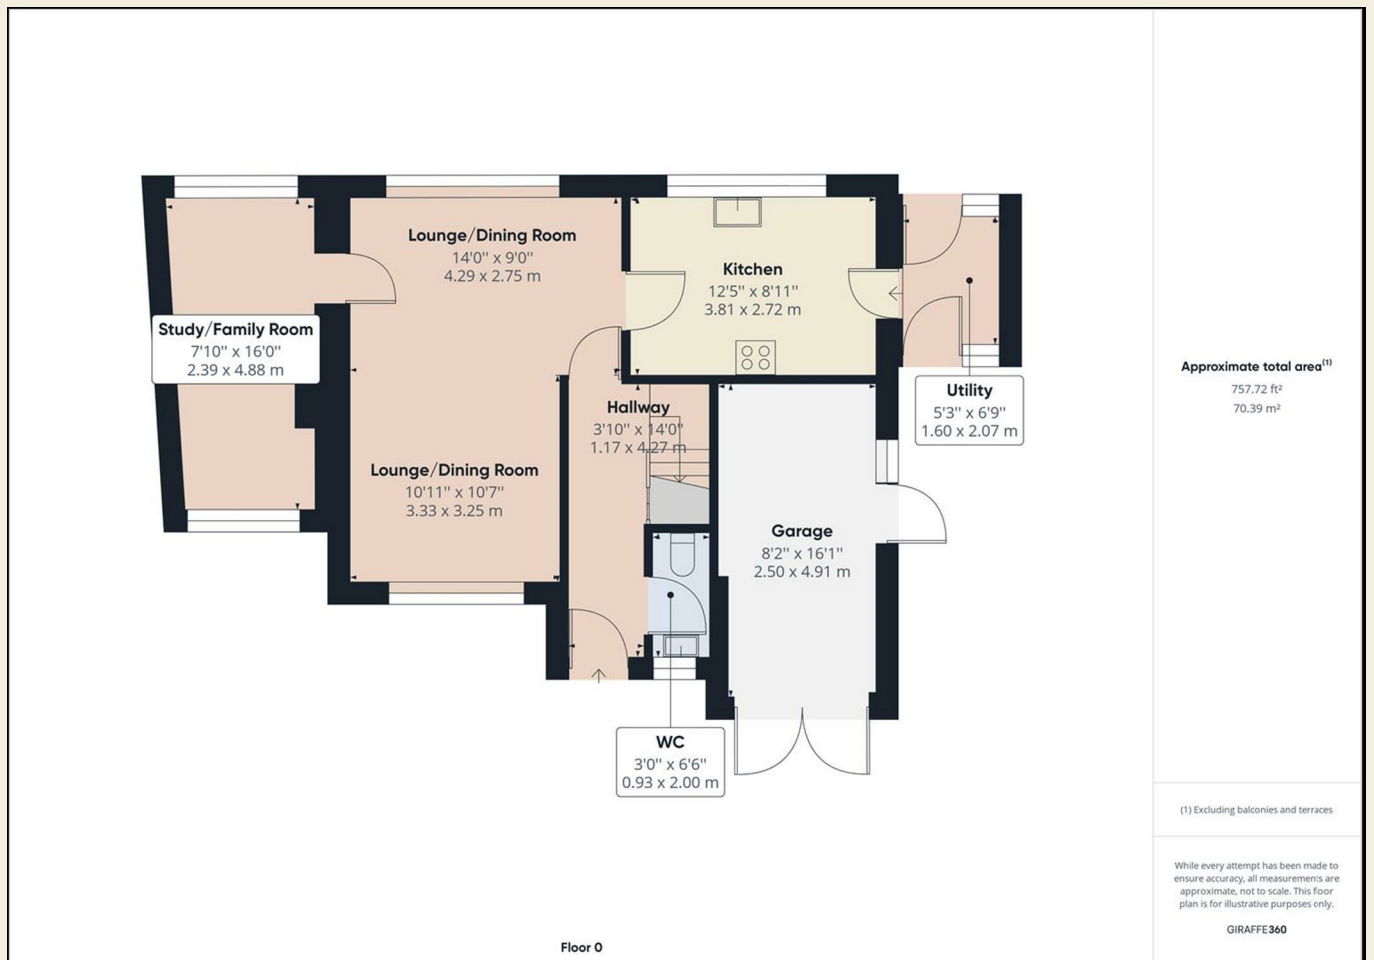 Lounge/Dining Room
14'0" x 9'0"
4.29 x 2.75 m
Kitchen
12'5" x 8'11"
3.81 x 2.72 m
Study/Family Room
7'10" x 16'0"
2.39 x 4.88 m
Utility
5'3" x 6'9"
1.60 x 2.07 m
Hallway
3'10" x 14'0"
1.17 x 4.27 m
Lounge/Dining Room
10'11" x 10'7"
3.33 x 3.25 m
Garage
8'2" x 16'1"
2.50 x 4.91 m
WC
3'0" x 6'6"
0.93 x 2.00 m
Floor 0
Approximate total area(1)
757.72 ft²
70.39 m²
(1) Excluding balconies and terraces
While every attempt has been made to
ensure accuracy, all measurements are
approximate, not to scale. This floor
plan is for illustrative purposes only.
GIRAFFE360